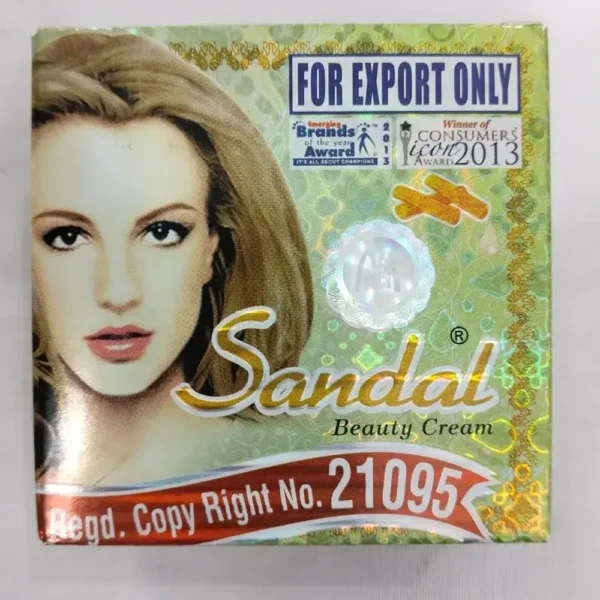 FOR EXPORT ONLY
Emerging
Brands
of the year
Award
2013
IT'S ALL ABOUT CHAMPIONS
Winner of
CONSUMERS
icon
AWARD 2013
Sandal®
Beauty Cream
Regd. Copy Right No. 21095